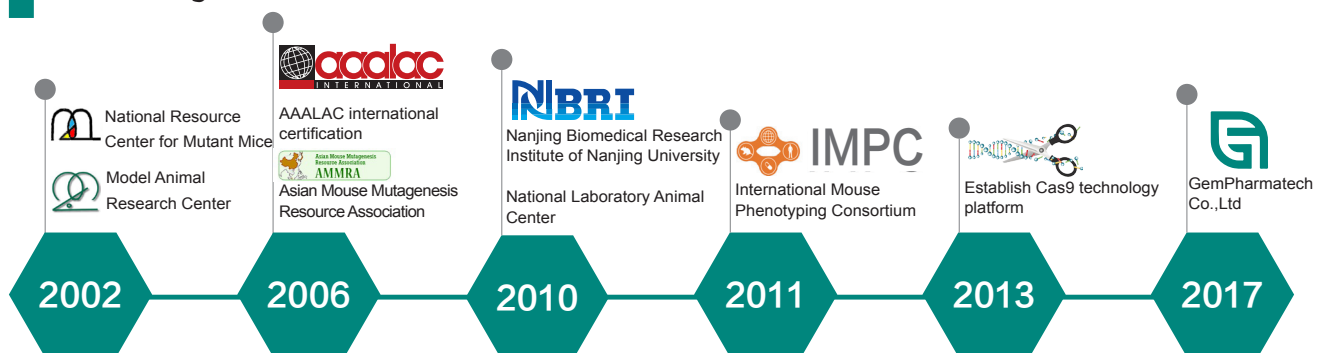 National Resource
Center for Mutant Mice
Model Animal
Research Center
2002
aaalac
INTERNATIONAL
AAALAC international
certification
Asian Mouse Mutagenesis
Resource Association
AMMRA
Asian Mouse Mutagenesis
Resource Association
2006
NBRI
Nanjing Biomedical Research
Institute of Nanjing University
National Laboratory Animal
Center
2010
IMPC
International Mouse
Phenotyping Consortium
2011
Establish Cas9 technology
platform
2013
GemPharmatech
Co.,Ltd
2017